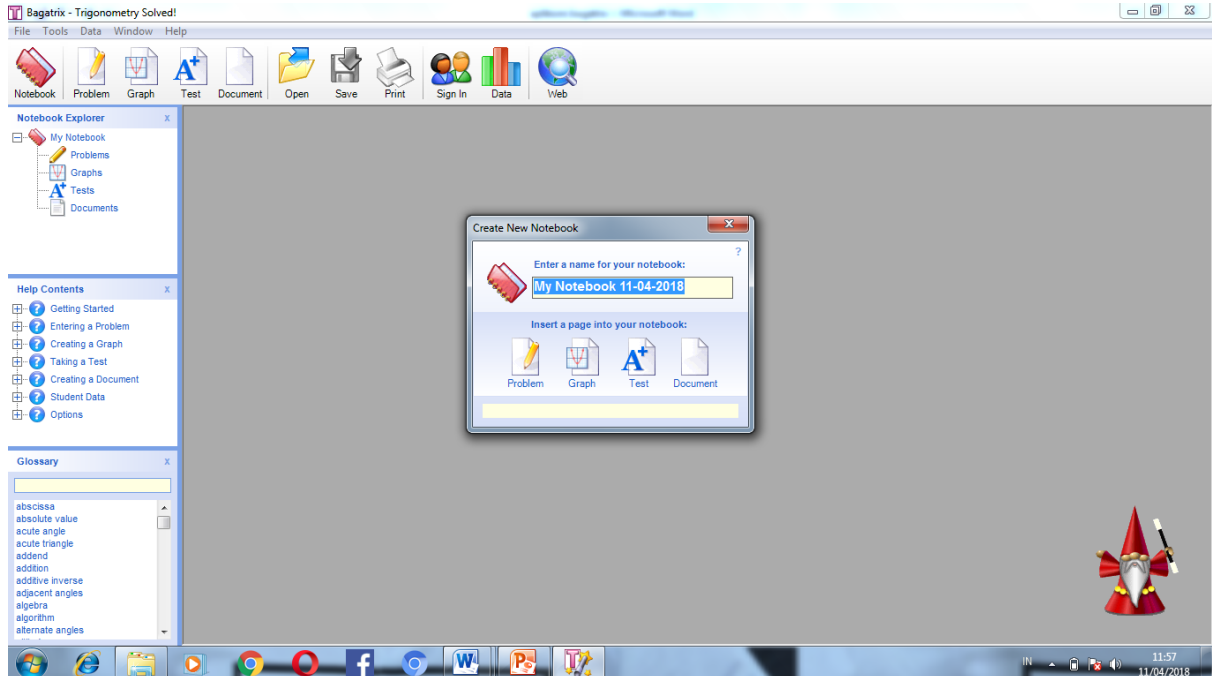 Bagatrix - Trigonometry Solved!
File Tools Data Window Help
Notebook Problem Graph Test Document Open Save Print Sign In Data Web
Notebook Explorer x
My Notebook
Problems
Graphs
Tests
Documents
Create New Notebook
?
Enter a name for your notebook:
My Notebook 11-04-2018
Insert a page into your notebook:
Problem Graph Test Document
Help Contents x
Getting Started
Entering a Problem
Creating a Graph
Taking a Test
Creating a Document
Student Data
Options
Glossary x
abscissa
absolute value
acute angle
acute triangle
addend
addition
additive inverse
adjacent angles
algebra
algorithm
alternate angles
IN
11:57
11/04/2018